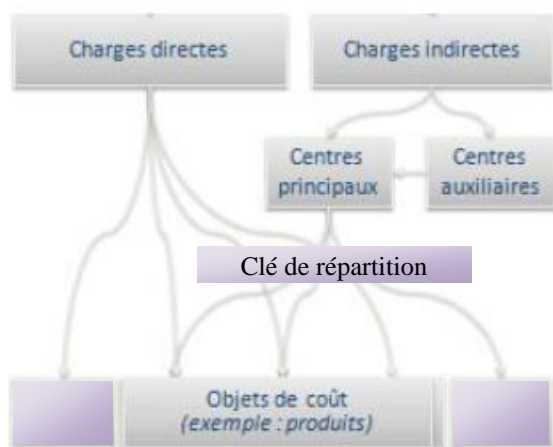 Charges directes
Charges indirectes
Centres
principaux
Centres
auxiliaires
Clé de répartition
Objets de coût
(exemple : produits)